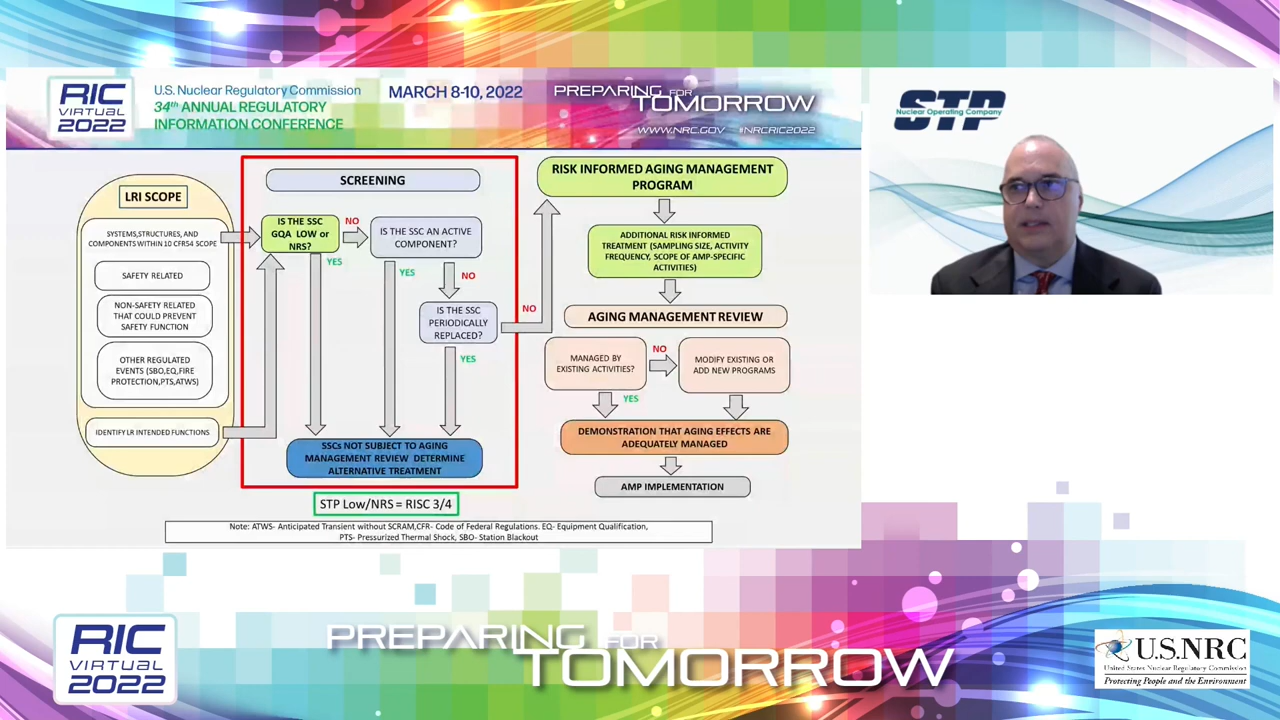 RIC
VIRTUAL
2022
U.S. Nuclear Regulatory Commission
34th ANNUAL REGULATORY
INFORMATION CONFERENCE
MARCH 8-10, 2022
PREPARING FOR
TOMORROW
WWW.NRC.GOV #NRCRIC2022
STP
Nuclear Operating Company
LRI SCOPE
SYSTEMS,STRUCTURES, AND
COMPONENTS WITHIN 10 CFR54 SCOPE
SAFETY RELATED
NON-SAFETY RELATED
THAT COULD PREVENT
SAFETY FUNCTION
OTHER REGULATED
EVENTS (SBO,EQ,FIRE
PROTECTION,PTS,ATWS)
IDENTIFY LR INTENDED FUNCTIONS
SCREENING
IS THE SSC
GQA LOW or
NRS?
NO
YES
IS THE SSC AN ACTIVE
COMPONENT?
YES
NO
IS THE SSC
PERIODICALLY
REPLACED?
NO
YES
SSCs NOT SUBJECT TO AGING
MANAGEMENT REVIEW DETERMINE
ALTERNATIVE TREATMENT
STP Low/NRS = RISC 3/4
RISK INFORMED AGING MANAGEMENT
PROGRAM
ADDITIONAL RISK INFORMED
TREATMENT (SAMPLING SIZE, ACTIVITY
FREQUENCY, SCOPE OF AMP-SPECIFIC
ACTIVITIES)
AGING MANAGEMENT REVIEW
MANAGED BY
EXISTING ACTIVITIES?
NO
MODIFY EXISTING OR
ADD NEW PROGRAMS
YES
DEMONSTRATION THAT AGING EFFECTS ARE
ADEQUATELY MANAGED
AMP IMPLEMENTATION
Note: ATWS- Anticipated Transient without SCRAM,CFR- Code of Federal Regulations. EQ- Equipment Qualification,
PTS- Pressurized Thermal Shock, SBO- Station Blackout
RIC
VIRTUAL
2022
PREPARING FOR
TOMORROW
U.S.NRC
United States Nuclear Regulatory Commission
Protecting People and the Environment